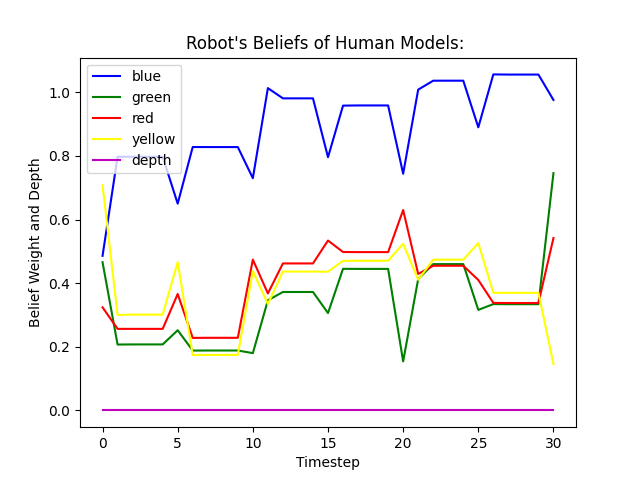 Robot's Beliefs of Human Models:
blue
green
red
yellow
depth
Belief Weight and Depth
1.0
0.8
0.6
0.4
0.2
0.0
0 5 10 15 20 25 30
Timestep